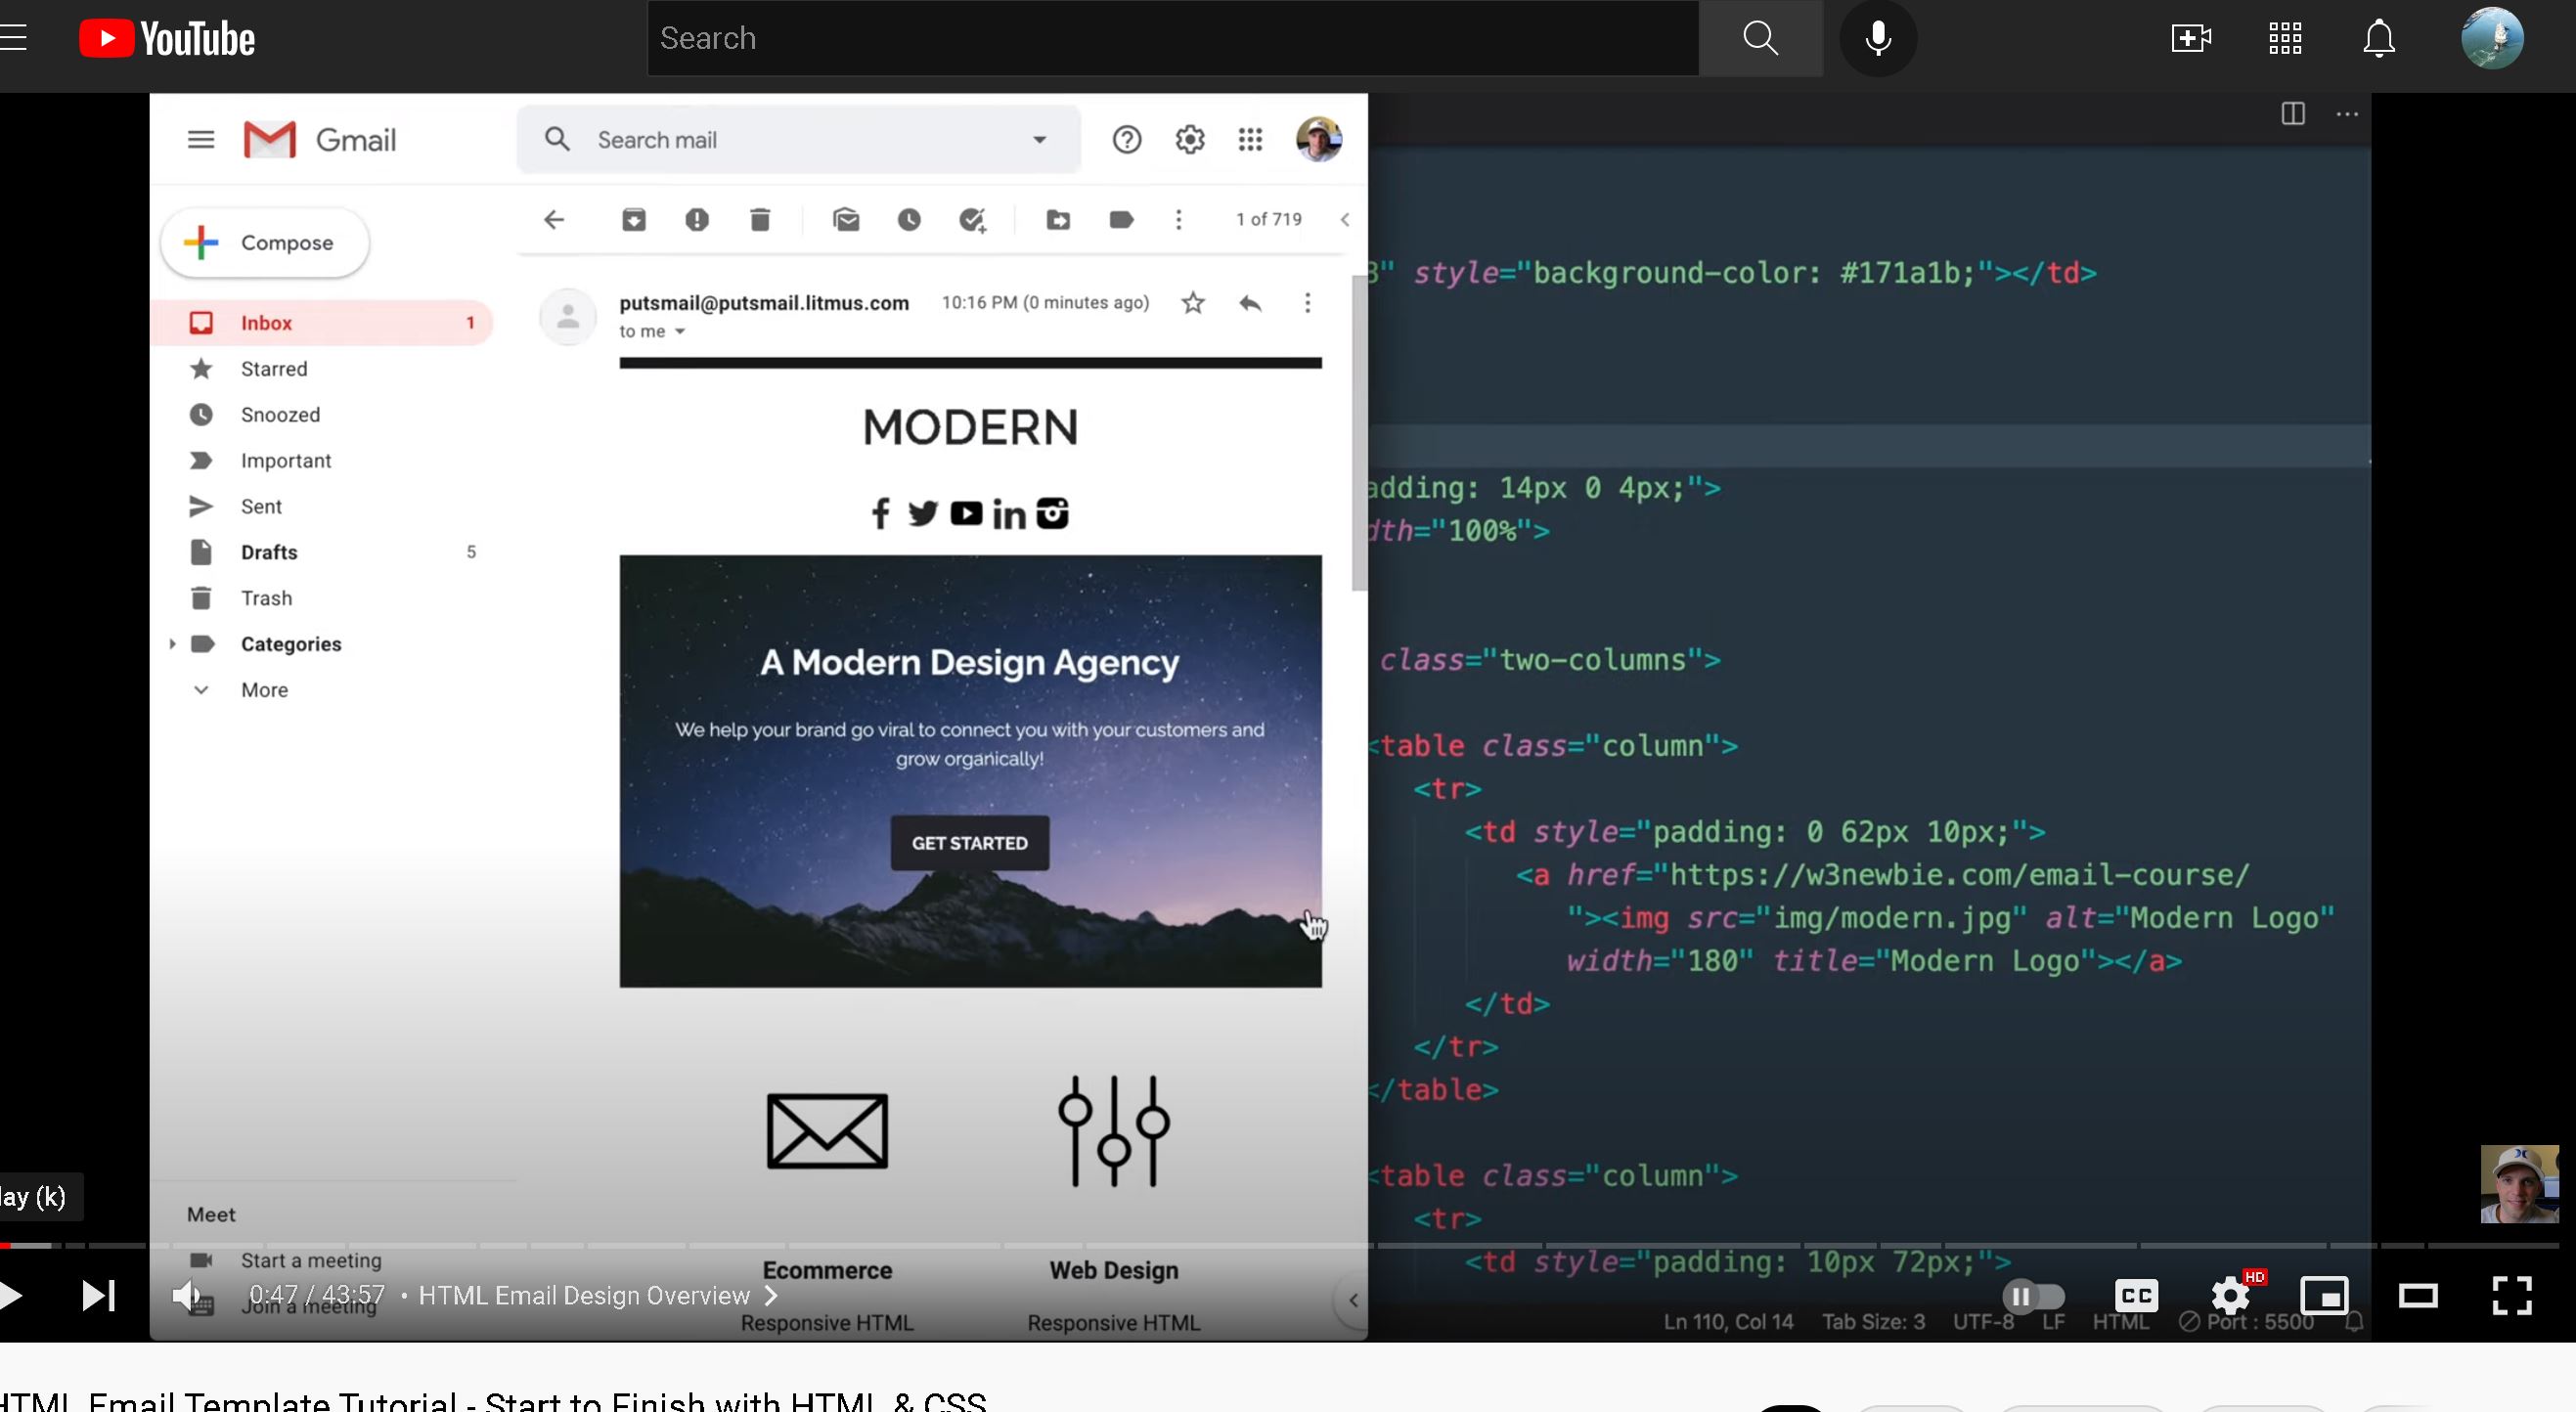 YouTube
Search
Gmail
Search mail
Compose
1 of 719
Inbox 1
Starred
Snoozed
Important
Sent
Drafts 5
Trash
Categories
More
putsmail@putsmail.litmus.com 10:16 PM (0 minutes ago)
to me
MODERN
A Modern Design Agency
We help your brand go viral to connect you with your customers and
grow organically!
GET STARTED
Ecommerce
Responsive HTML
Web Design
Responsive HTML
Meet
Start a meeting
Join a meeting
" style="background-color: #171a1b;"></td>
adding: 14px 0 4px;">
dth="100%">
class="two-columns">
<table class="column">
<tr>
<td style="padding: 0 62px 10px;">
<a href="https://w3newbie.com/email-course/
"><img src="img/modern.jpg" alt="Modern Logo"
width="180" title="Modern Logo"></a>
</td>
</tr>
</table>
<table class="column">
<tr>
<td style="padding: 10px 72px;">
Ln 110, Col 14 Tab Size: 3 UTF-8 LF HTML Port : 5500
lay (k)
0:47 / 43:57 • HTML Email Design Overview
CC
HD
HTML Email Template Tutorial - Start to Finish with HTML & CSS